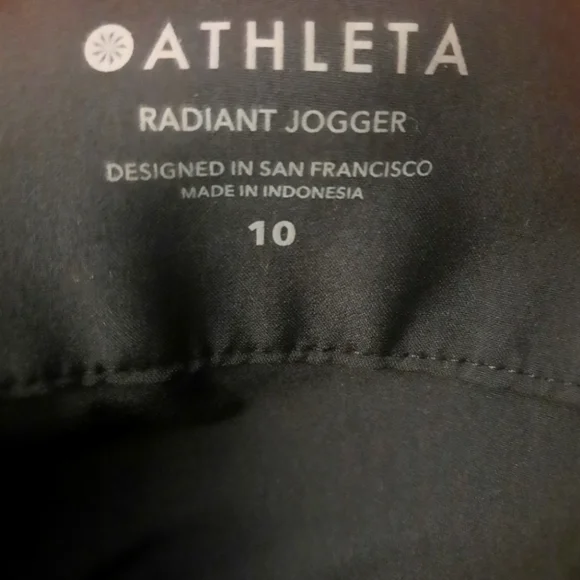 ATHLETA
RADIANT JOGGER
DESIGNED IN SAN FRANCISCO
MADE IN INDONESIA
10